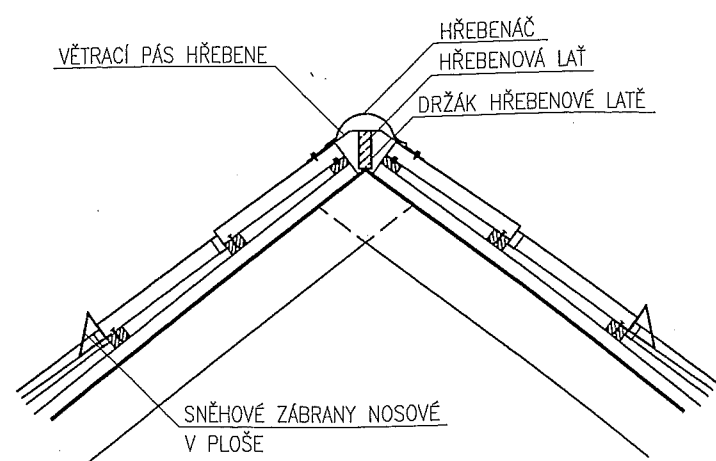 HŘEBENÁČ
VĚTRACÍ PÁS HŘEBENE
HŘEBENOVÁ LAŤ
DRŽÁK HŘEBENOVÉ LATĚ
SNĚHOVÉ ZÁBRANY NOSOVÉ
V PLOŠE